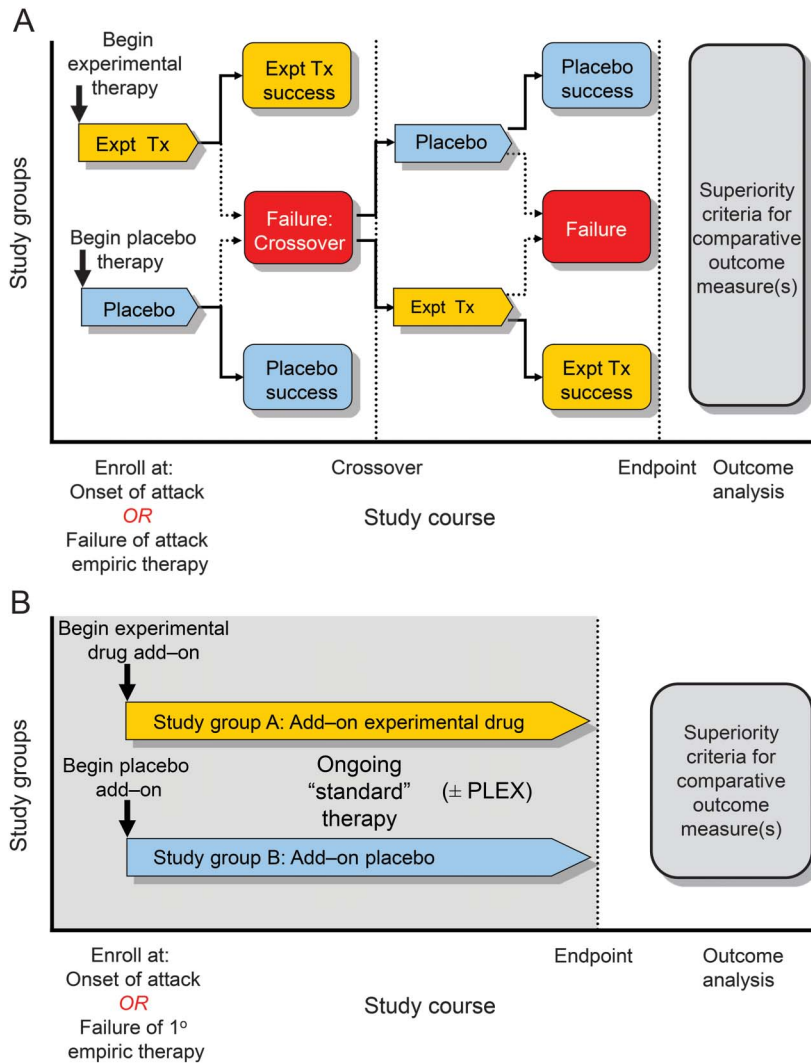 A
Begin
experimental
therapy
Expt Tx
Expt Tx
success
Placebo
success
Placebo
Failure:
Crossover
Failure
Begin placebo
therapy
Placebo
Expt Tx
Placebo
success
Expt Tx
success
Superiority
criteria for
comparative
outcome
measure(s)
Study groups
Enroll at:
Onset of attack
OR
Failure of attack
empiric therapy
Crossover
Study course
Endpoint
Outcome
analysis
B
Begin experimental
drug add–on
Study group A: Add–on experimental drug
Begin placebo
add–on
Ongoing
“standard”
therapy
(± PLEX)
Study group B: Add–on placebo
Superiority
criteria for
comparative
outcome
measure(s)
Study groups
Enroll at:
Onset of attack
OR
Failure of 1º
empiric therapy
Study course
Endpoint
Outcome
analysis